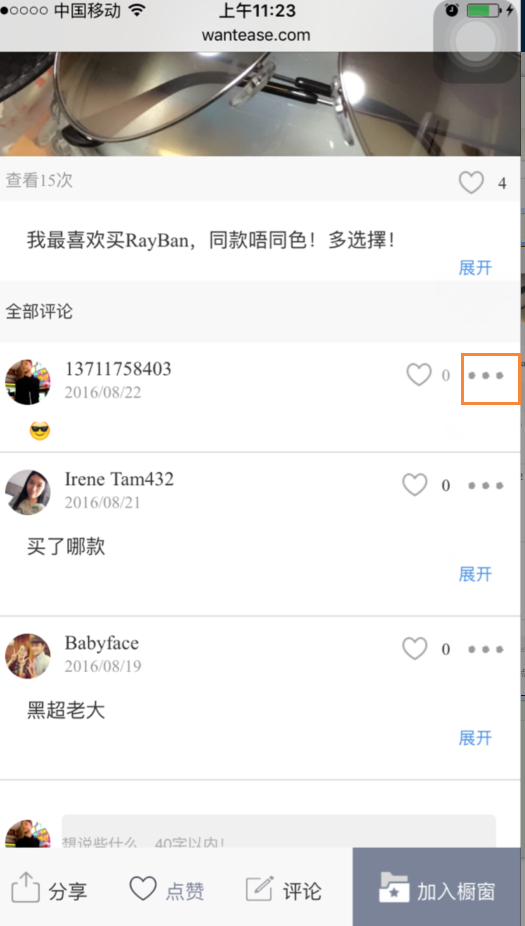 中国移动 上午11:23
wantease.com
查看15次 4
我最喜欢买RayBan，同款唔同色！多选擇！
展开
全部评论
13711758403 0
2016/08/22
Irene Tam432 0
2016/08/21
买了哪款
展开
Babyface 0
2016/08/19
黑超老大
展开
想说些什么，40字以内！
分享 点赞 评论 加入橱窗